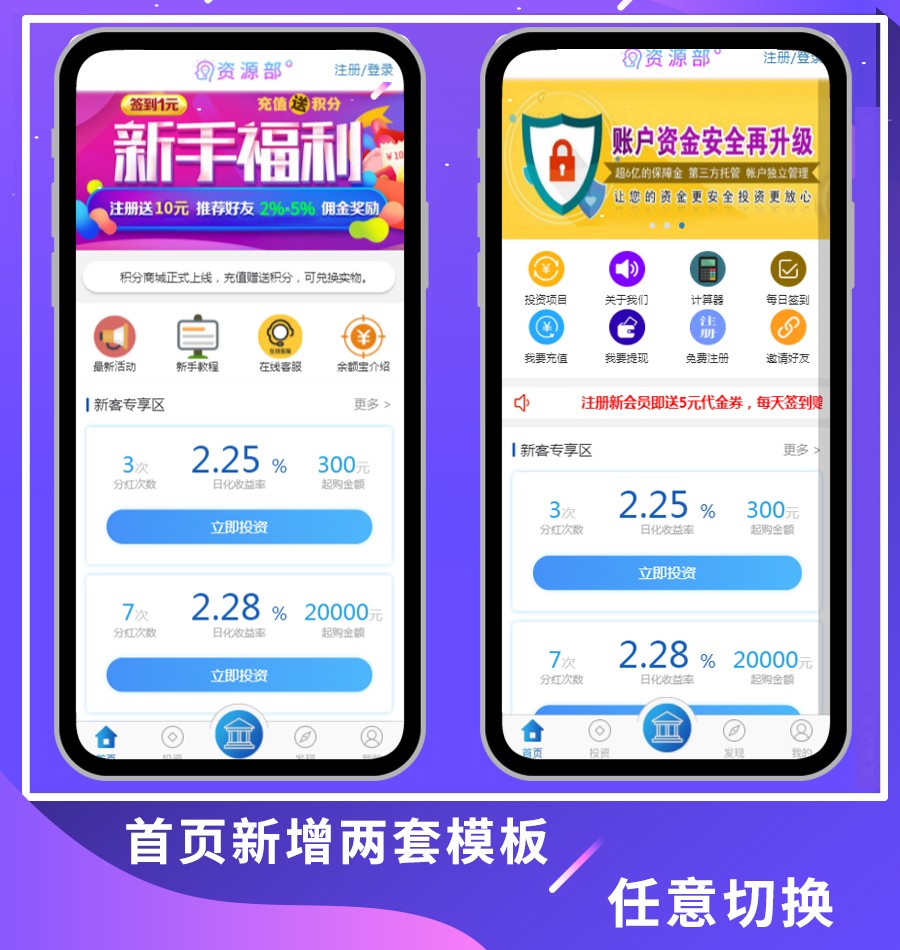 资源部
注册/登录
签到1元
充值送积分
新手福利
注册送10元 推荐好友 2%-5% 佣金奖励
积分商城正式上线，充值赠送积分，可兑换实物。
最新活动
新手教程
在线客服
余额宝介绍
新客专享区
更多 >
3次
2.25 %
300元
分红次数
日化收益率
起购金额
立即投资
7次
2.28 %
20000元
分红次数
日化收益率
起购金额
立即投资
首页
投资
发现
我的
资源部
注册/登录
账户资金安全再升级
超6亿的保障金 第三方托管 帐户独立管理
让您的资金更安全投资更放心
投资项目
关于我们
计算器
每日签到
注册
我要充值
我要提现
免费注册
邀请好友
注册新会员即送5元代金券，每天签到
新客专享区
更多 >
3次
2.25 %
300元
分红次数
日化收益率
起购金额
立即投资
7次
2.28 %
20000元
分红次数
日化收益率
起购金额
首页
投资
发现
我的
首页新增两套模板
任意切换